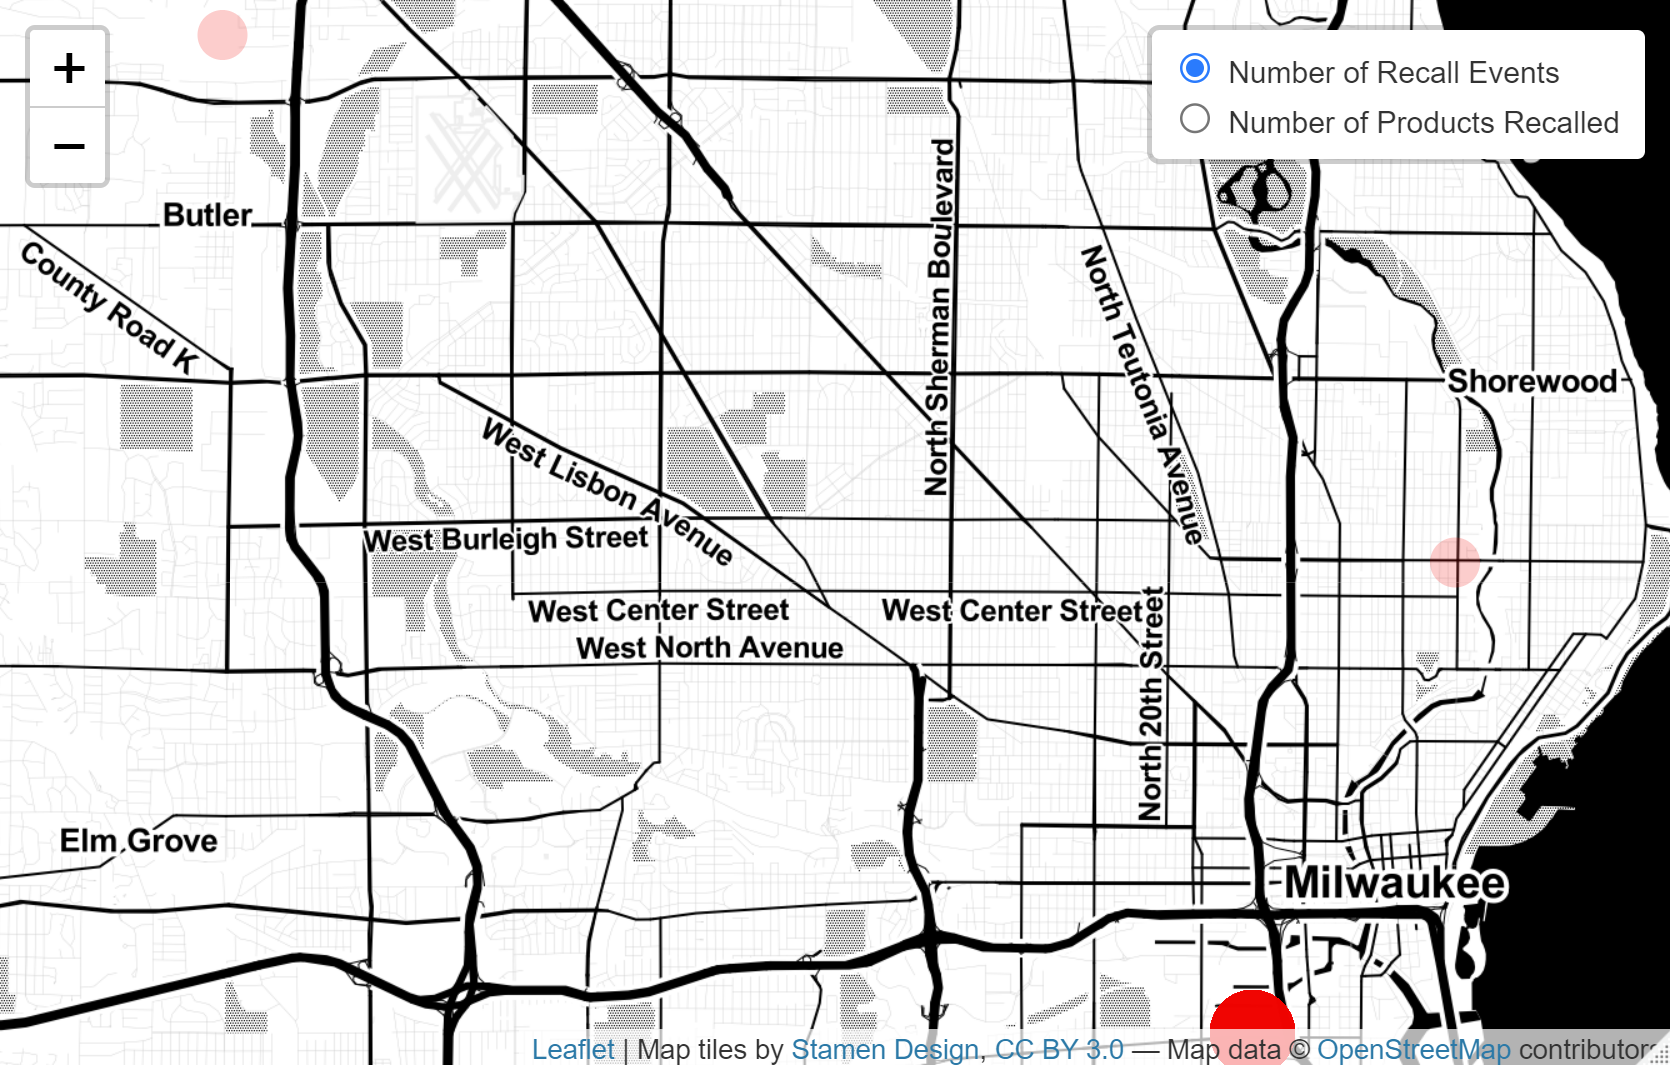 +
−
Number of Recall Events
Number of Products Recalled
Butler
County Road K
North Sherman Boulevard
North Teutonia Avenue
Shorewood
West Lisbon Avenue
West Burleigh Street
West Center Street
West Center Street
West North Avenue
North 20th Street
Elm Grove
Milwaukee
Leaflet | Map tiles by Stamen Design, CC BY 3.0 — Map data © OpenStreetMap contributors